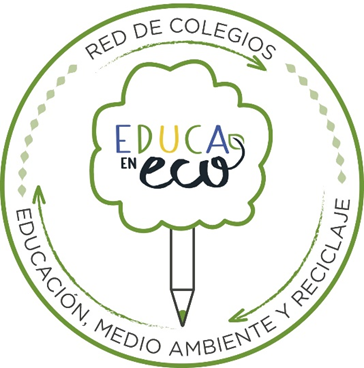 RED DE COLEGIOS
EDUCA
EN eco
EDUCACIÓN, MEDIO AMBIENTE Y RECICLAJE